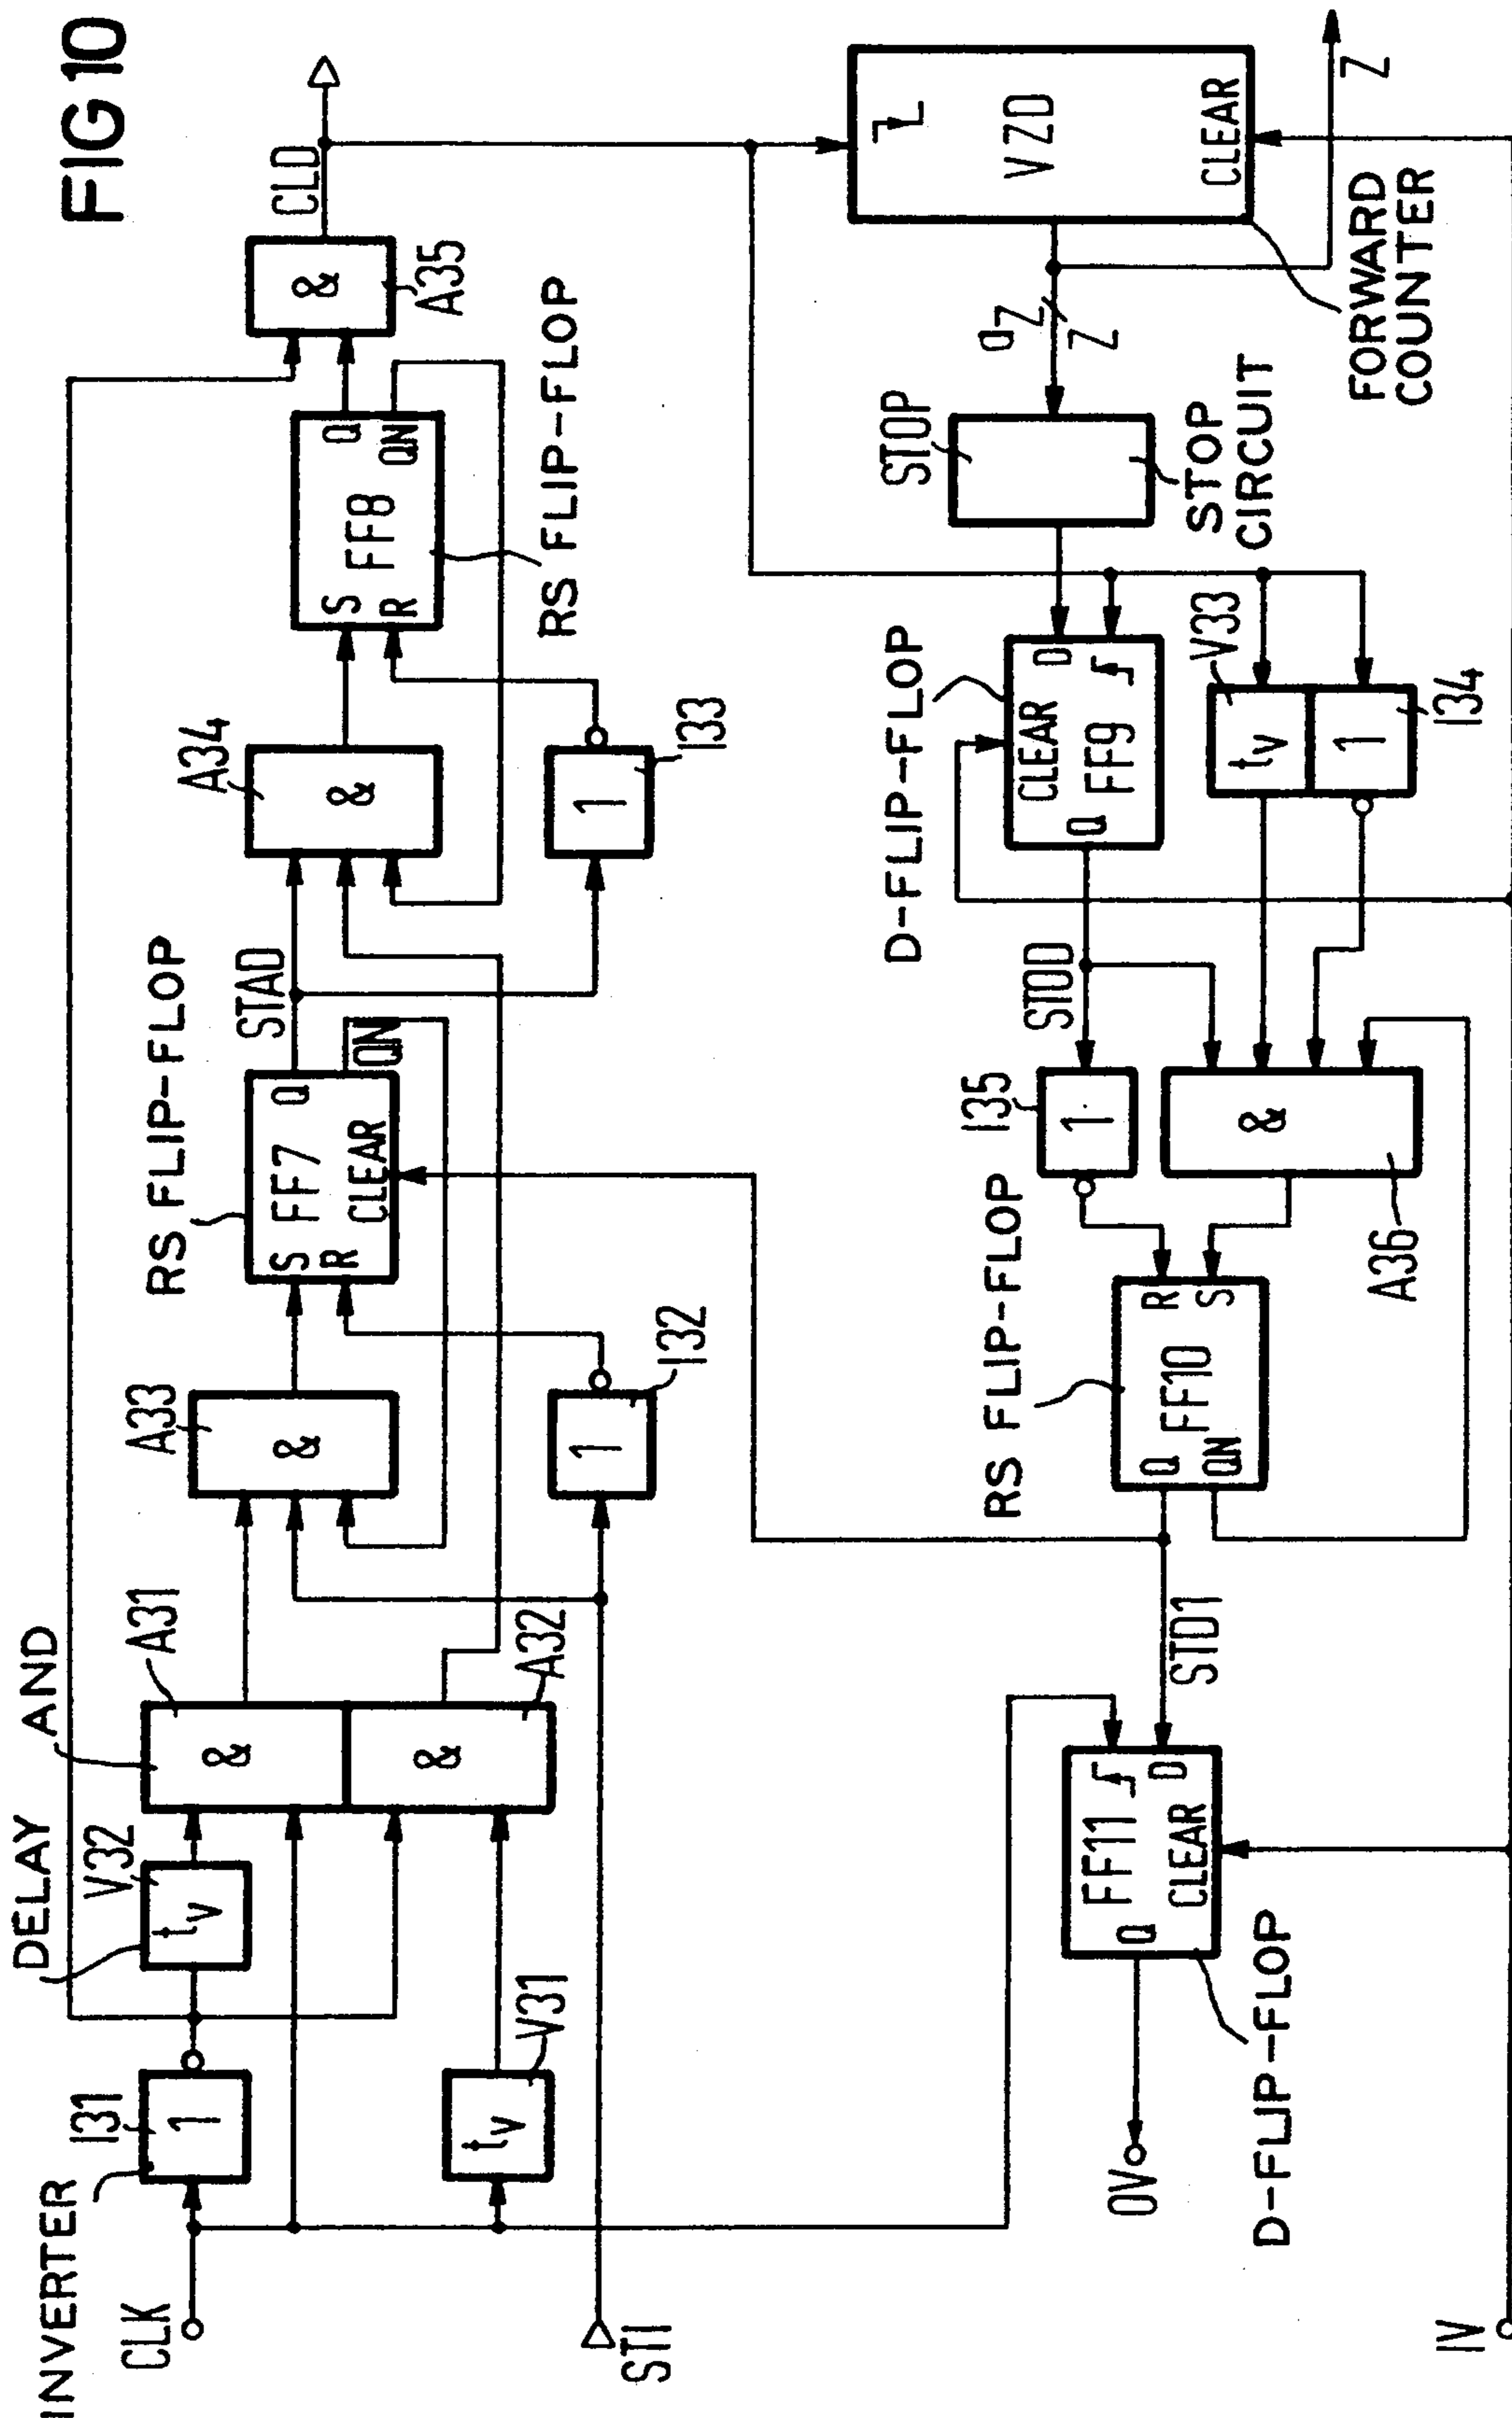 FIG 10
INVERTER
I31
1
CLK
DELAY
V32
tv
AND
A31
&
&
A32
V31
tv
STI
A33
&
I32
1
RS FLIP-FLOP
S
R
FF7
CLEAR
Q
QN
STAD
A34
&
I33
1
S
R
FF8
Q
QN
RS FLIP-FLOP
&
A35
CLD
VZD
CLEAR
FORWARD
COUNTER
Z
qZ
Z
STOP
STOP
CIRCUIT
D-FLIP-FLOP
CLEAR
D
FF9
Q
V33
tv
1
I34
STOD
I35
1
&
A36
RS FLIP-FLOP
R
S
FF10
Q
QN
STD1
FF11
D
CLEAR
Q
D-FLIP-FLOP
OV
IV